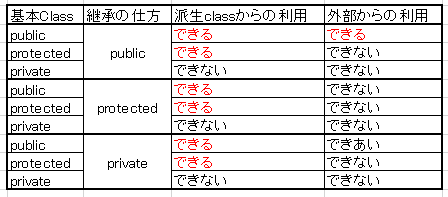 基本Class 継承の仕方 派生classからの利用 外部からの利用
public できる できる
protected public できる できない
private できない できない
public できる できない
protected protected できる できない
private できない できない
public できる できあい
protected private できる できない
private できない できない